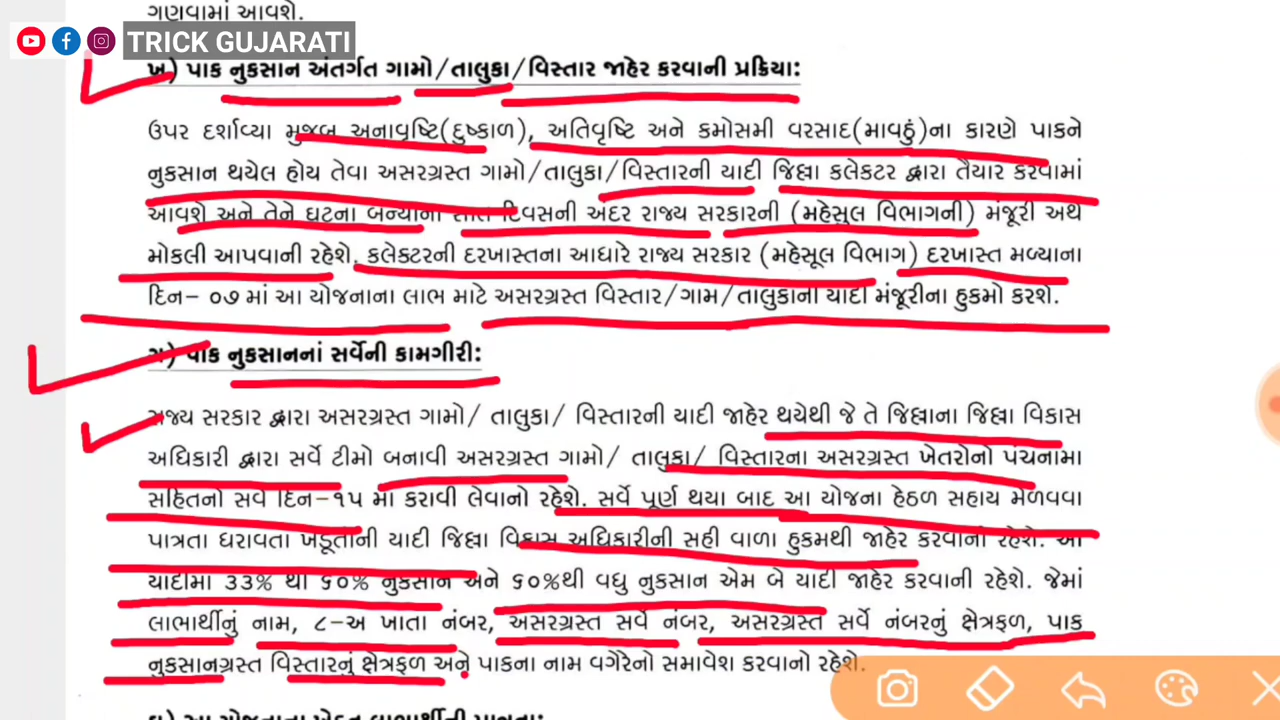 ગણવામાં આવશે.
TRICK GUJARATI
ખ) પાક નુકસાન અંતર્ગત ગામો/તાલુકા/વિસ્તાર જાહેર કરવાની પ્રક્રિયા:
ઉપર દર્શાવ્યા મુજબ અનાવૃષ્ટિ(દુષ્કાળ), અતિવૃષ્ટિ અને કમોસમી વરસાદ(માવઠું)ના કારણે પાકને
નુકસાન થયેલ હોય તેવા અસરગ્રસ્ત ગામો/તાલુકા/વિસ્તારની યાદી જિલ્લા કલેકટર દ્વારા તૈયાર કરવામાં
આવશે અને તેને ઘટના બન્યાના સાત દિવસની અંદર રાજ્ય સરકારની (મહેસુલ વિભાગની) મંજૂરી અર્થે
મોકલી આપવાની રહેશે. કલેકટરની દરખાસ્તના આધારે રાજ્ય સરકાર (મહેસૂલ વિભાગ) દરખાસ્ત મળ્યાના
દિન- ૦૭ માં આ યોજનાના લાભ માટે અસરગ્રસ્ત વિસ્તાર/ગામ/તાલુકાના યાદી મંજૂરીના હુકમો કરશે.
ગ) પાક નુકસાનનાં સર્વેની કામગીરી:
રાજ્ય સરકાર દ્વારા અસરગ્રસ્ત ગામો/ તાલુકા/ વિસ્તારની યાદી જાહેર થયેથી જે તે જિલ્લાના જિલ્લા વિકાસ
અધિકારી દ્વારા સર્વે ટીમો બનાવી અસરગ્રસ્ત ગામો/ તાલુકા/ વિસ્તારના અસરગ્રસ્ત ખેતરોનો પંચનામા
સહિતનો સર્વે દિન-૧૫ માં કરાવી લેવાનો રહેશે. સર્વે પૂર્ણ થયા બાદ આ યોજના હેઠળ સહાય મેળવવા
પાત્રતા ધરાવતા ખેડૂતોની યાદી જિલ્લા વિકાસ અધિકારીની સહી વાળા હુકમથી જાહેર કરવાની રહેશે. આ
યાદીમાં ૩૩% થી ૬૦% નુકસાન અને ૬૦%થી વધુ નુકસાન એમ બે યાદી જાહેર કરવાની રહેશે. જેમાં
લાભાર્થીનું નામ, ૮-અ ખાતા નંબર, અસરગ્રસ્ત સર્વે નંબર, અસરગ્રસ્ત સર્વે નંબરનું ક્ષેત્રફળ, પાક
નુકસાનગ્રસ્ત વિસ્તારનું ક્ષેત્રફળ અને પાકના નામ વગેરેનો સમાવેશ કરવાનો રહેશે.